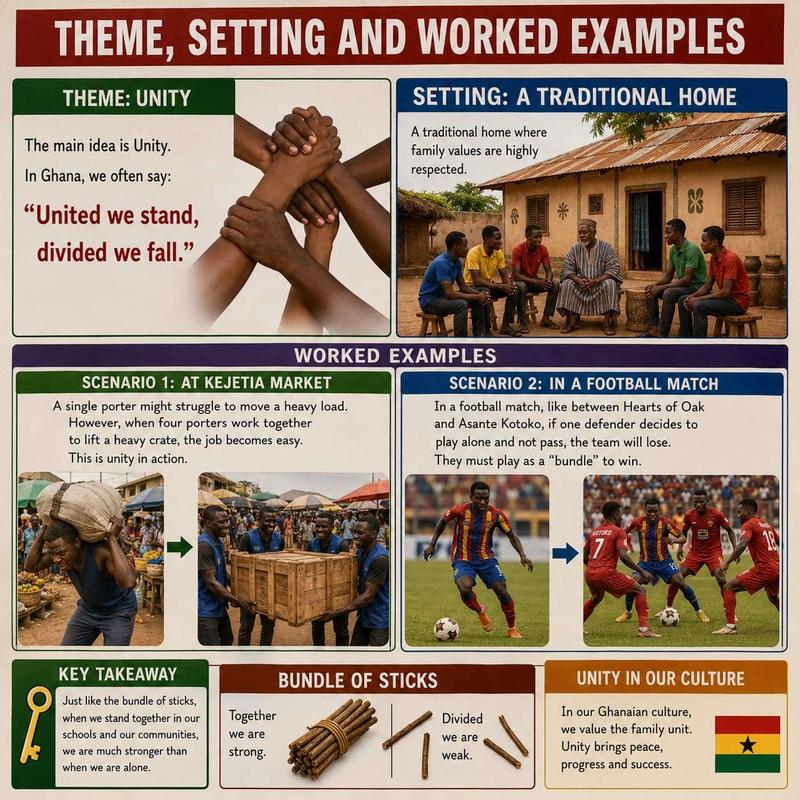 THEME, SETTING AND WORKED EXAMPLES
THEME: UNITY
The main idea is Unity.
In Ghana, we often say:
“United we stand,
divided we fall.”
SETTING: A TRADITIONAL HOME
A traditional home where
family values are highly
respected.
WORKED EXAMPLES
SCENARIO 1: AT KEJETIA MARKET
A single porter might struggle to move a heavy load.
However, when four porters work together
to lift a heavy crate, the job becomes easy.
This is unity in action.
SCENARIO 2: IN A FOOTBALL MATCH
In a football match, like between Hearts of Oak
and Asante Kotoko, if one defender decides to
play alone and not pass, the team will lose.
They must play as a “bundle” to win.
KOTOKO
7
18
KEY TAKEAWAY
Just like the bundle of sticks,
when we stand together in our
schools and our communities,
we are much stronger than
when we are alone.
BUNDLE OF STICKS
Together
we are
strong.
Divided
we are
weak.
UNITY IN OUR CULTURE
In our Ghanaian culture,
we value the family unit.
Unity brings peace,
progress and success.